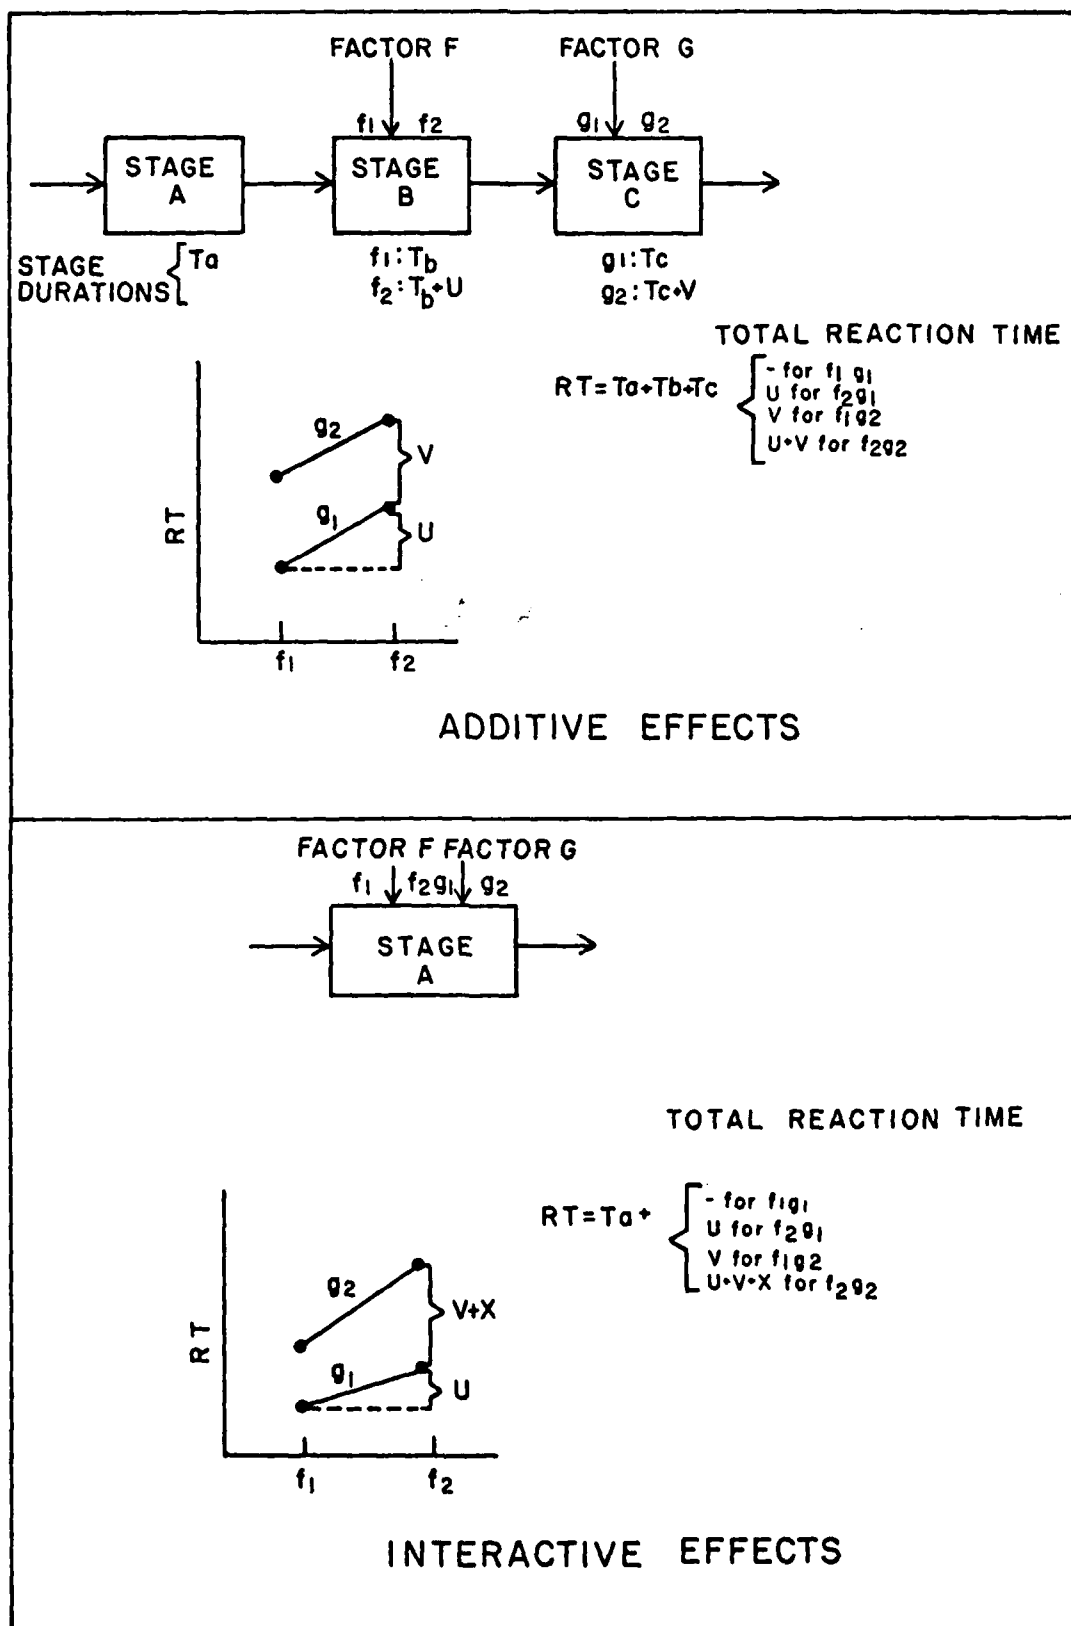 FACTOR F FACTOR G
f1 f2 g1 g2
STAGE A
STAGE B
STAGE C
STAGE DURATIONS
Ta
f1:Tb
f2:Tb+U
g1:Tc
g2:Tc+V
TOTAL REACTION TIME
RT=Ta+Tb+Tc
- for f1 g1
U for f2g1
V for f1g2
U+V for f2g2
g2
V
g1
U
RT
f1 f2
ADDITIVE EFFECTS
FACTOR F FACTOR G
f1 f2 g1 g2
STAGE
A
TOTAL REACTION TIME
RT=Ta+
- for f1g1
U for f2g1
V for f1g2
U+V+X for f2g2
g2
V+X
g1
U
RT
f1 f2
INTERACTIVE EFFECTS